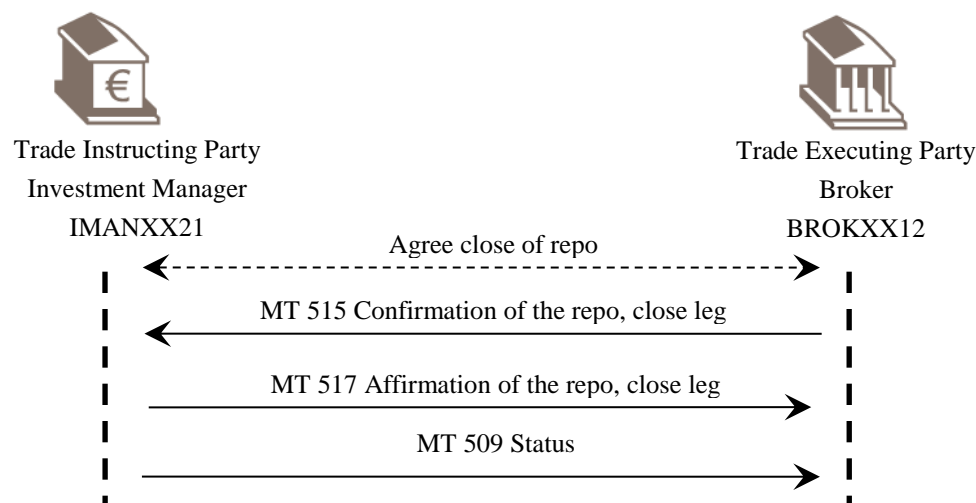 €
Trade Instructing Party
Investment Manager
IMANXX21
Trade Executing Party
Broker
BROKXX12
Agree close of repo
MT 515 Confirmation of the repo, close leg
MT 517 Affirmation of the repo, close leg
MT 509 Status